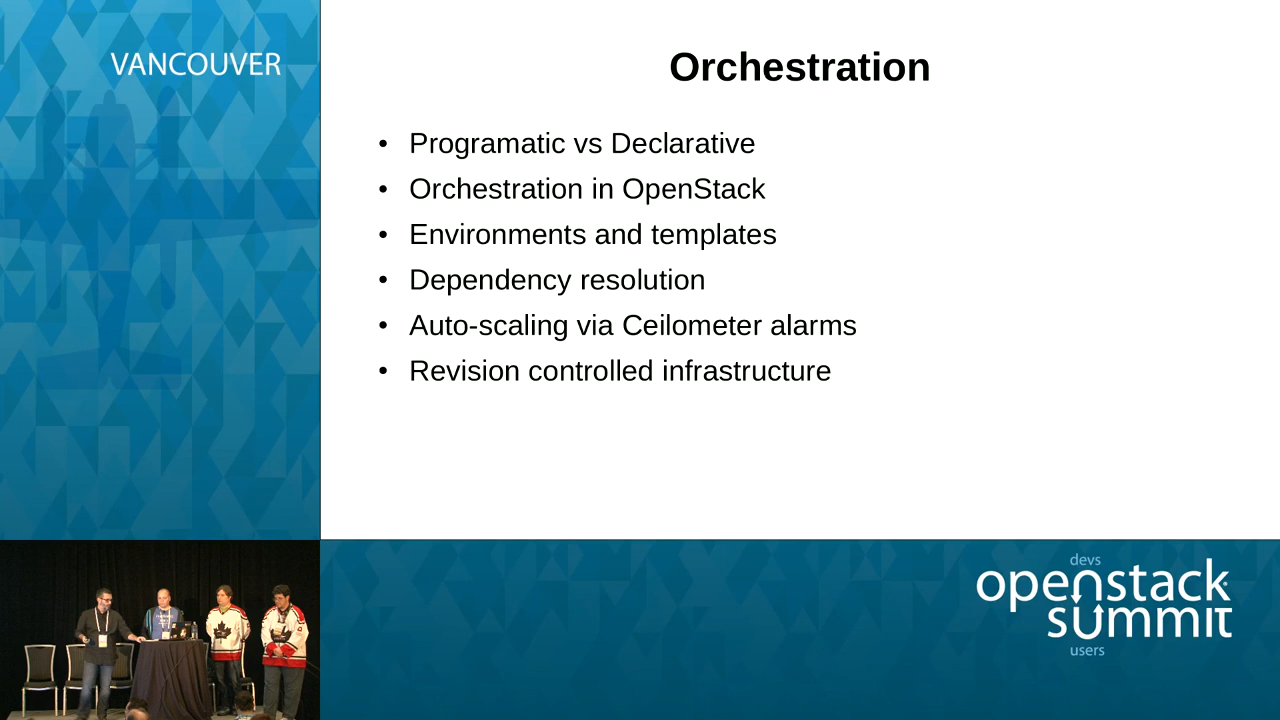 VANCOUVER
Orchestration
• Programatic vs Declarative
• Orchestration in OpenStack
• Environments and templates
• Dependency resolution
• Auto-scaling via Ceilometer alarms
• Revision controlled infrastructure
devs
openstack
summit
users